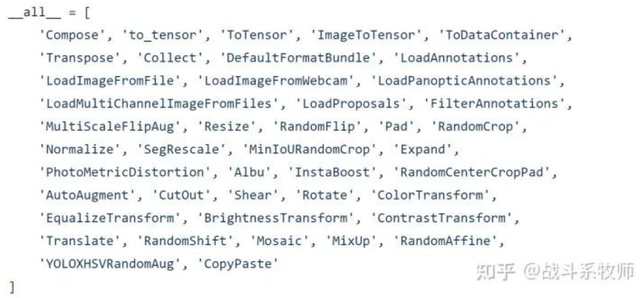 __all__ = [
    'Compose', 'to_tensor', 'ToTensor', 'ImageToTensor', 'ToDataContainer',
    'Transpose', 'Collect', 'DefaultFormatBundle', 'LoadAnnotations',
    'LoadImageFromFile', 'LoadImageFromWebcam', 'LoadPanopticAnnotations',
    'LoadMultiChannelImageFromFiles', 'LoadProposals', 'FilterAnnotations',
    'MultiScaleFlipAug', 'Resize', 'RandomFlip', 'Pad', 'RandomCrop',
    'Normalize', 'SegRescale', 'MinIoURandomCrop', 'Expand',
    'PhotoMetricDistortion', 'Albu', 'InstaBoost', 'RandomCenterCropPad',
    'AutoAugment', 'CutOut', 'Shear', 'Rotate', 'ColorTransform',
    'EqualizeTransform', 'BrightnessTransform', 'ContrastTransform',
    'Translate', 'RandomShift', 'Mosaic', 'MixUp', 'RandomAffine',
    'YOLOXHSVRandomAug', 'CopyPaste'
]
知乎 @战斗系牧师